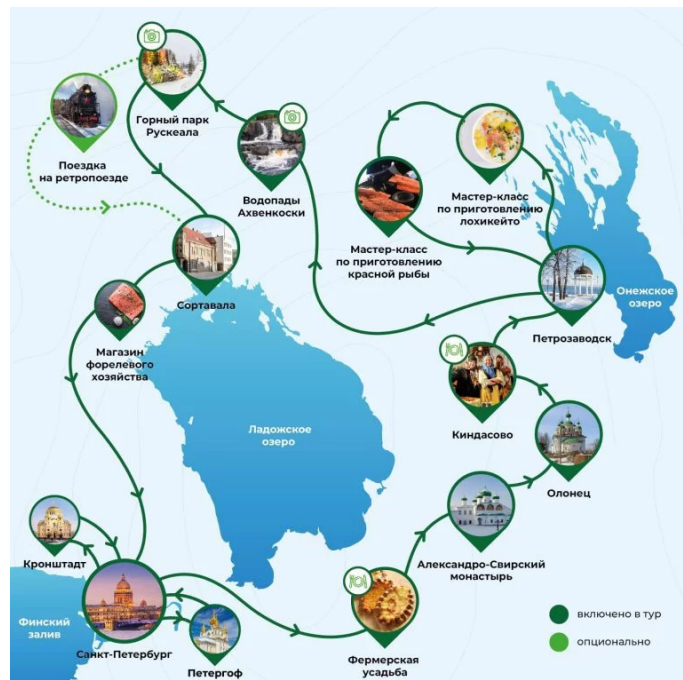 Горный парк
Рускеала
Поездка
на ретропоезде
Водопады
Ахвенкоски
Мастер-класс
по приготовлению
лохикейто
Мастер-класс
по приготовлению
красной рыбы
Сортавала
Онежское
озеро
Петрозаводск
Магазин
форелевого
хозяйства
Ладожское
озеро
Киндасово
Олонец
Кронштадт
Александро-Свирский
монастырь
Финский
залив
Санкт-Петербург
Петергоф
Фермерская
усадьба
включено в тур
опционально